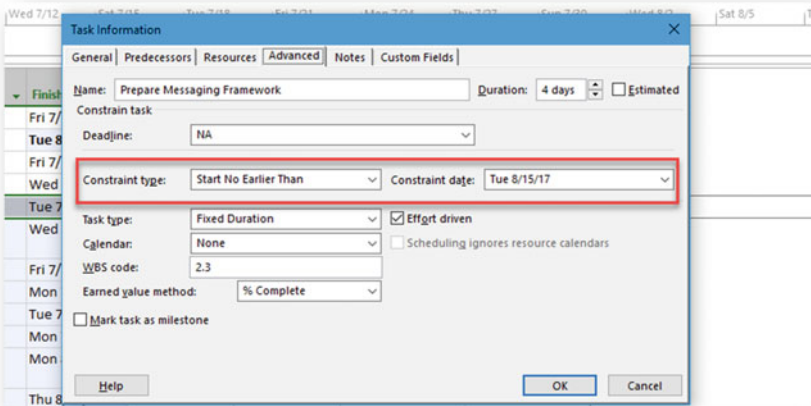 Wed 7/12 Sat 7/15 Tue 7/18 Fri 7/21 Mon 7/24 Thu 7/27 Sun 7/30 Wed 8/2 Sat 8/5
Task Information
General Predecessors Resources Advanced Notes Custom Fields
Finish
Name: Prepare Messaging Framework Duration: 4 days Estimated
Constrain task
Fri 7/
Deadline: NA
Tue 8
Fri 7/
Wed
Constraint type: Start No Earlier Than Constraint date: Tue 8/15/17
Tue 7
Task type: Fixed Duration Effort driven
Wed
Calendar: None Scheduling ignores resource calendars
Fri 7/
WBS code: 2.3
Mon
Earned value method: % Complete
Tue 7
Mark task as milestone
Mon
Mon
Help OK Cancel
Thu 8